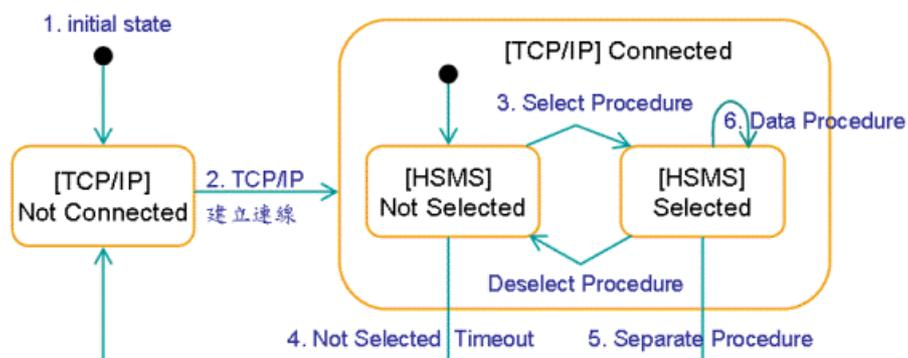 1. initial state
[TCP/IP] Connected
3. Select Procedure
6. Data Procedure
[TCP/IP]
Not Connected
2. TCP/IP
建立連線
[HSMS]
Not Selected
[HSMS]
Selected
Deselect Procedure
4. Not Selected Timeout
5. Separate Procedure